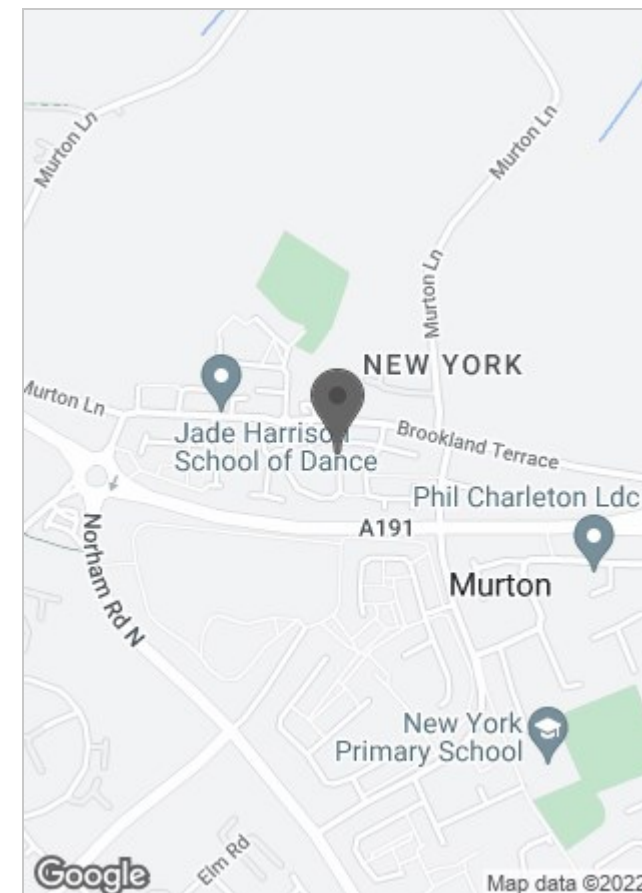 Murton Ln
Murton Ln
Murton Ln
NEW YORK
Murton Ln
Jade Harrison
School of Dance
Brookland Terrace
Phil Charleton Ldc
A191
Murton
Norham Rd N
New York
Primary School
Elm Rd
Google
Map data ©2022